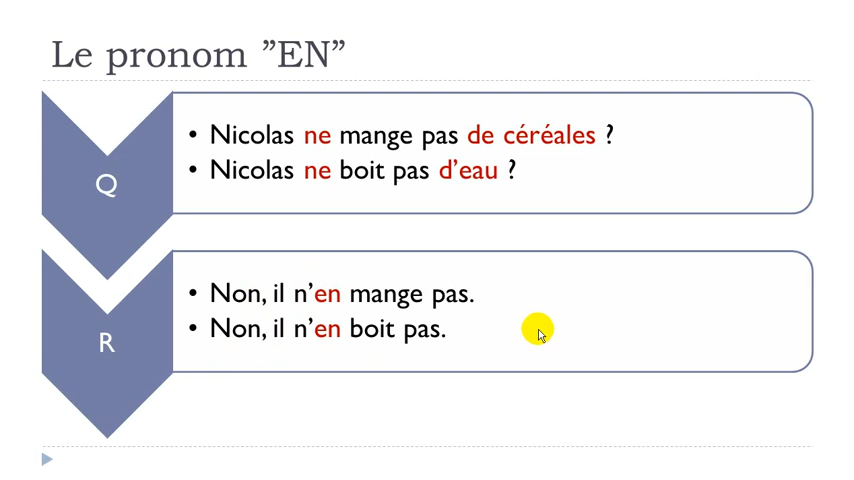 Le pronom ”EN”
Q
• Nicolas ne mange pas de céréales ?
• Nicolas ne boit pas d’eau ?
R
• Non, il n’en mange pas.
• Non, il n’en boit pas.